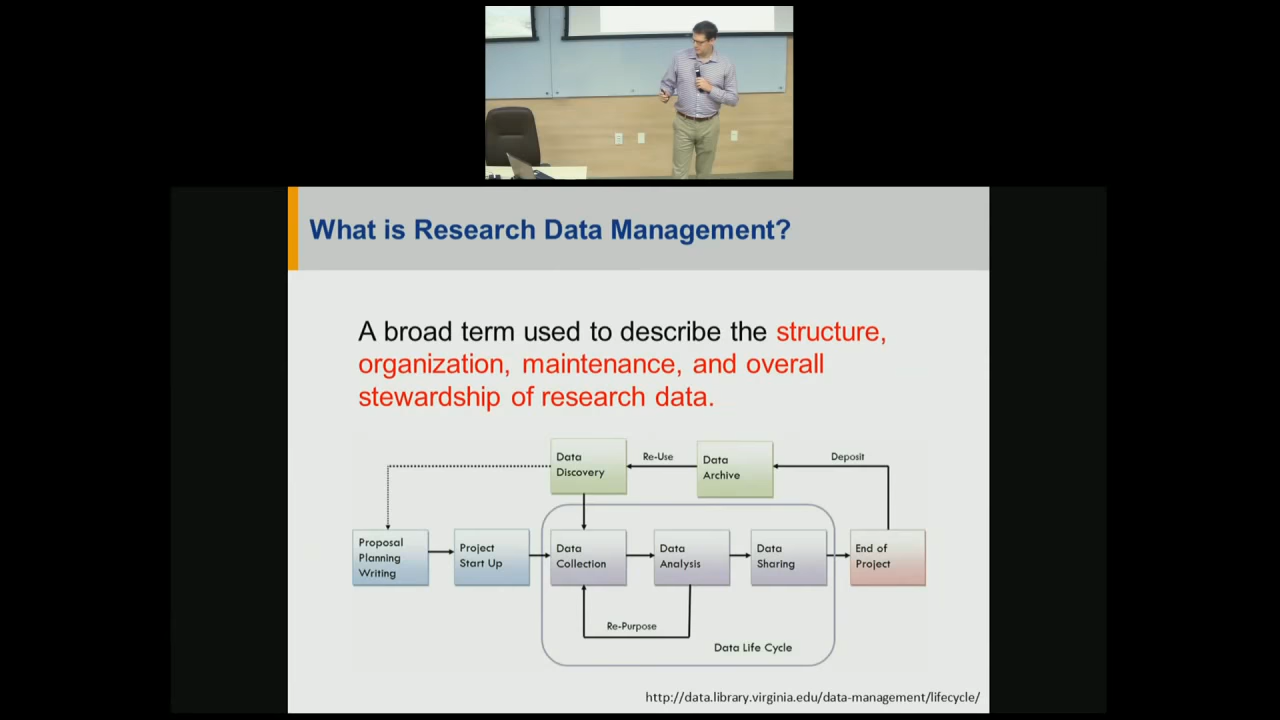 What is Research Data Management?
A broad term used to describe the structure,
organization, maintenance, and overall
stewardship of research data.
Data
Discovery
Re-Use
Data
Archive
Deposit
Proposal
Planning
Writing
Project
Start Up
Data
Collection
Data
Analysis
Data
Sharing
End of
Project
Re-Purpose
Data Life Cycle
http://data.library.virginia.edu/data-management/lifecycle/